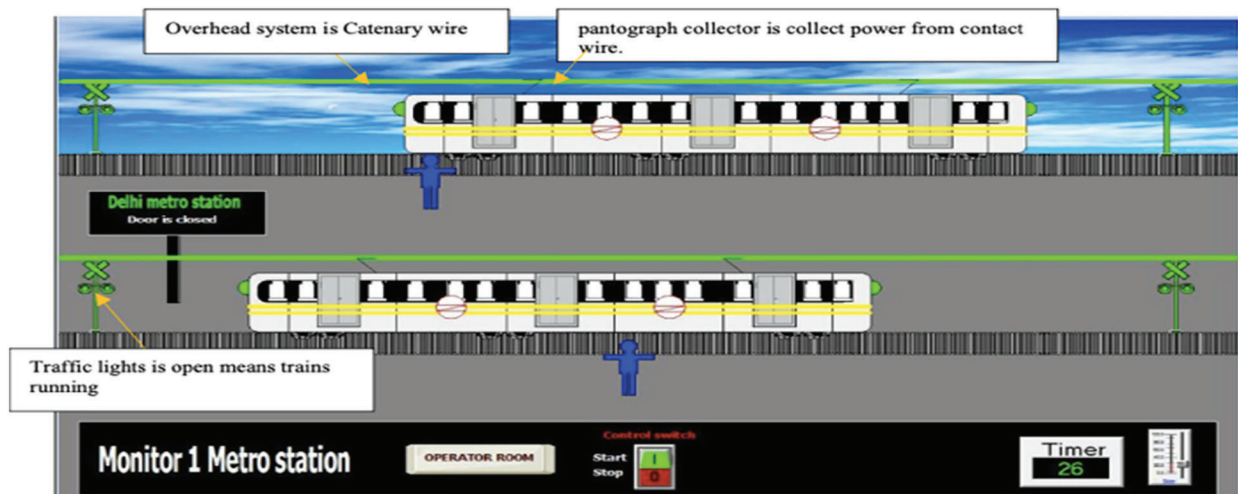 Overhead system is Catenary wire
pantograph collector is collect power from contact
wire.
Delhi metro station
Door is closed
Traffic lights is open means trains
running
Monitor 1 Metro station
OPERATOR ROOM
Control switch
Start
Stop
I
0
Timer
26